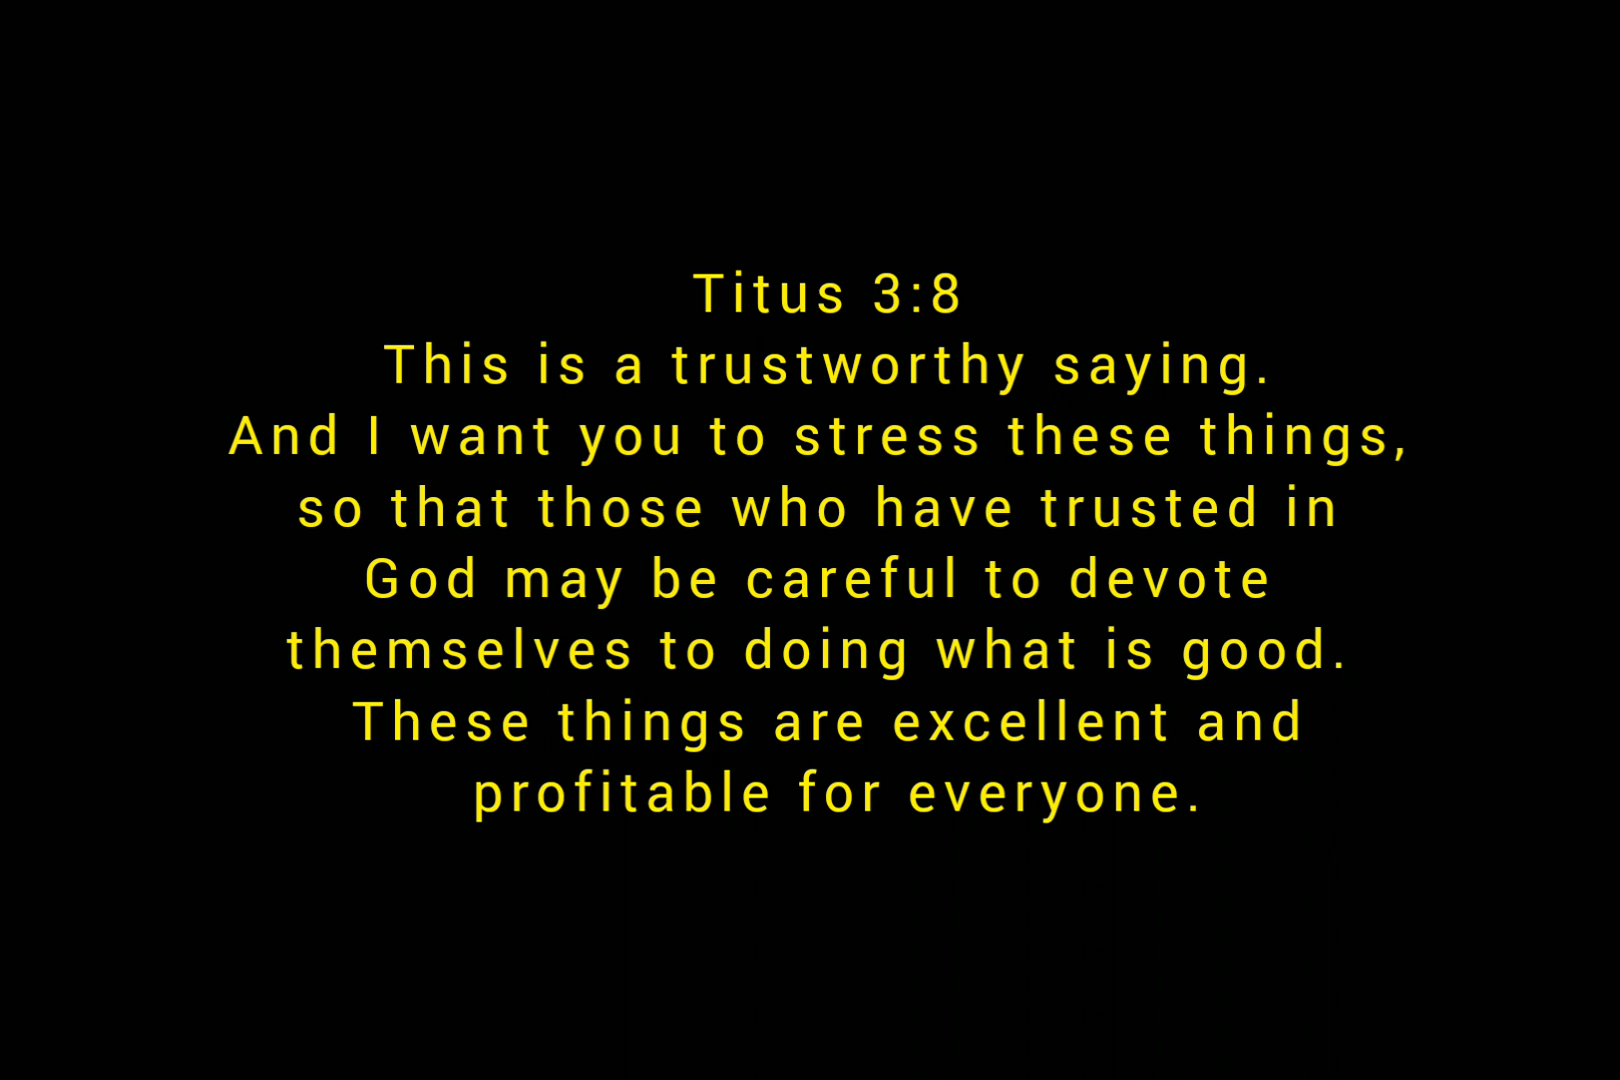 Titus 3:8
This is a trustworthy saying.
And I want you to stress these things,
so that those who have trusted in
God may be careful to devote
themselves to doing what is good.
These things are excellent and
profitable for everyone.